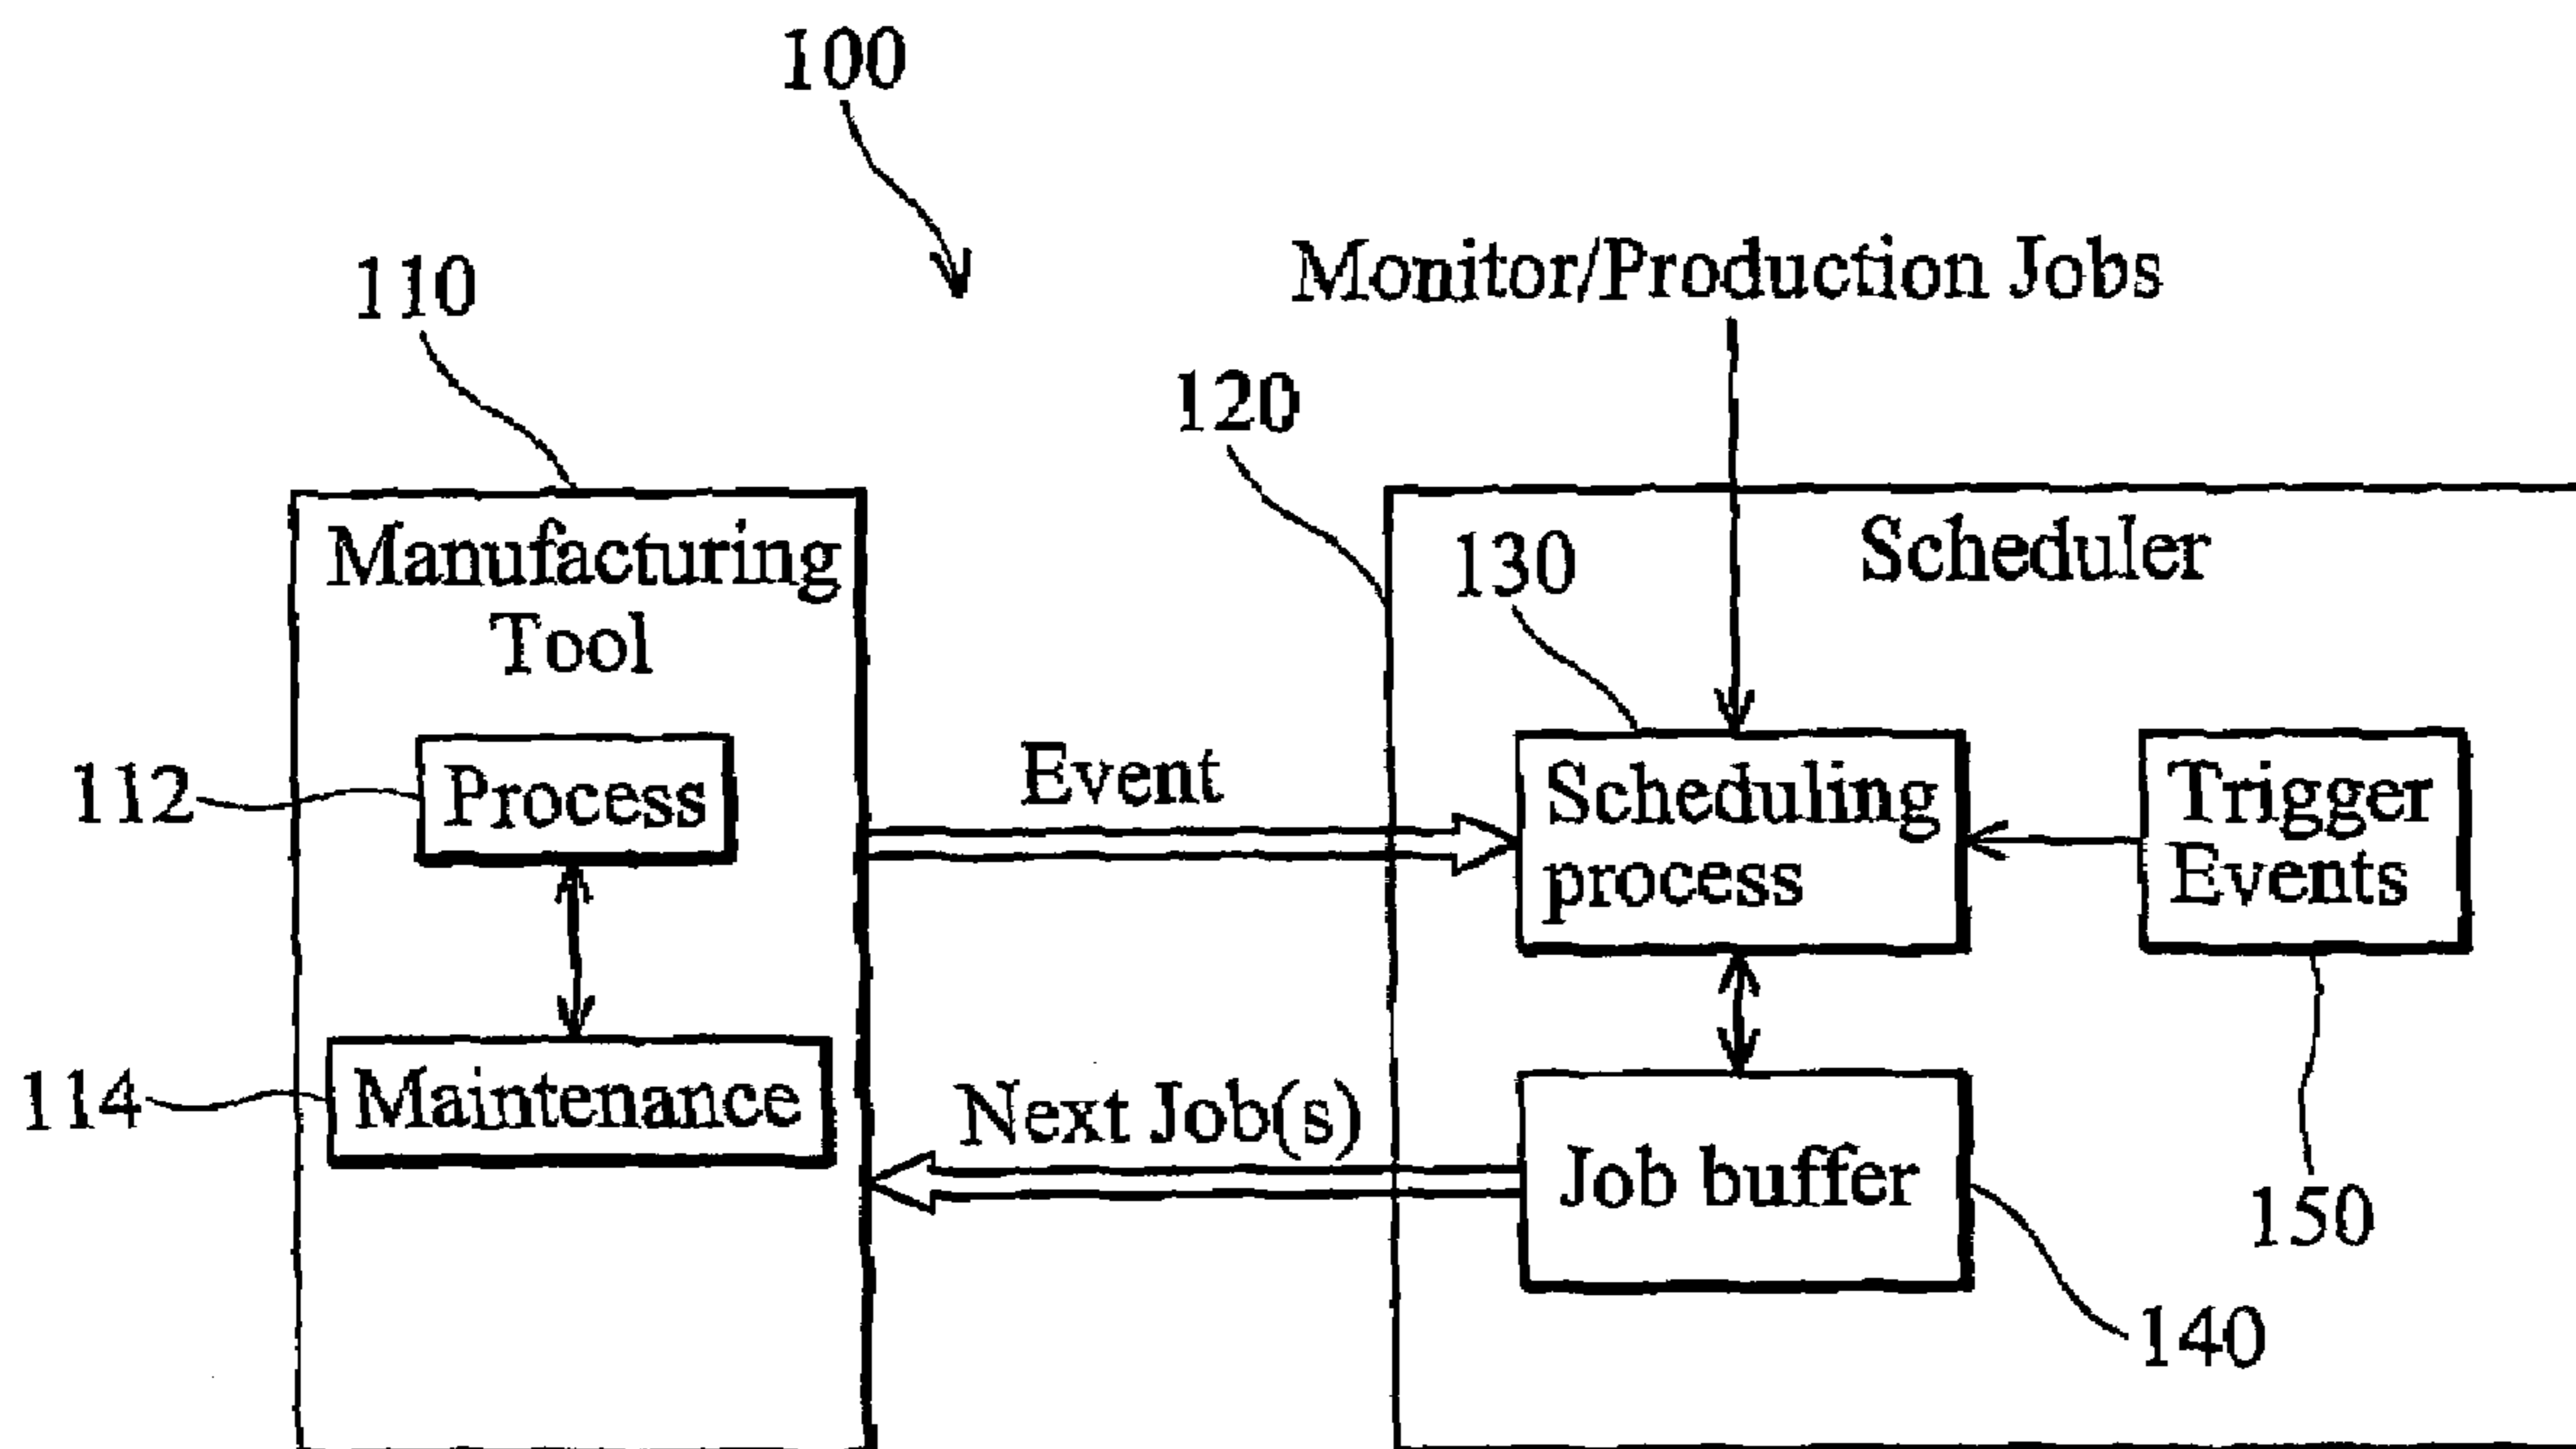 100
110
Monitor/Production Jobs
120
Manufacturing
Tool
130
Scheduler
112
Process
Event
Scheduling
process
Trigger
Events
114
Maintenance
Next Job(s)
Job buffer
150
140